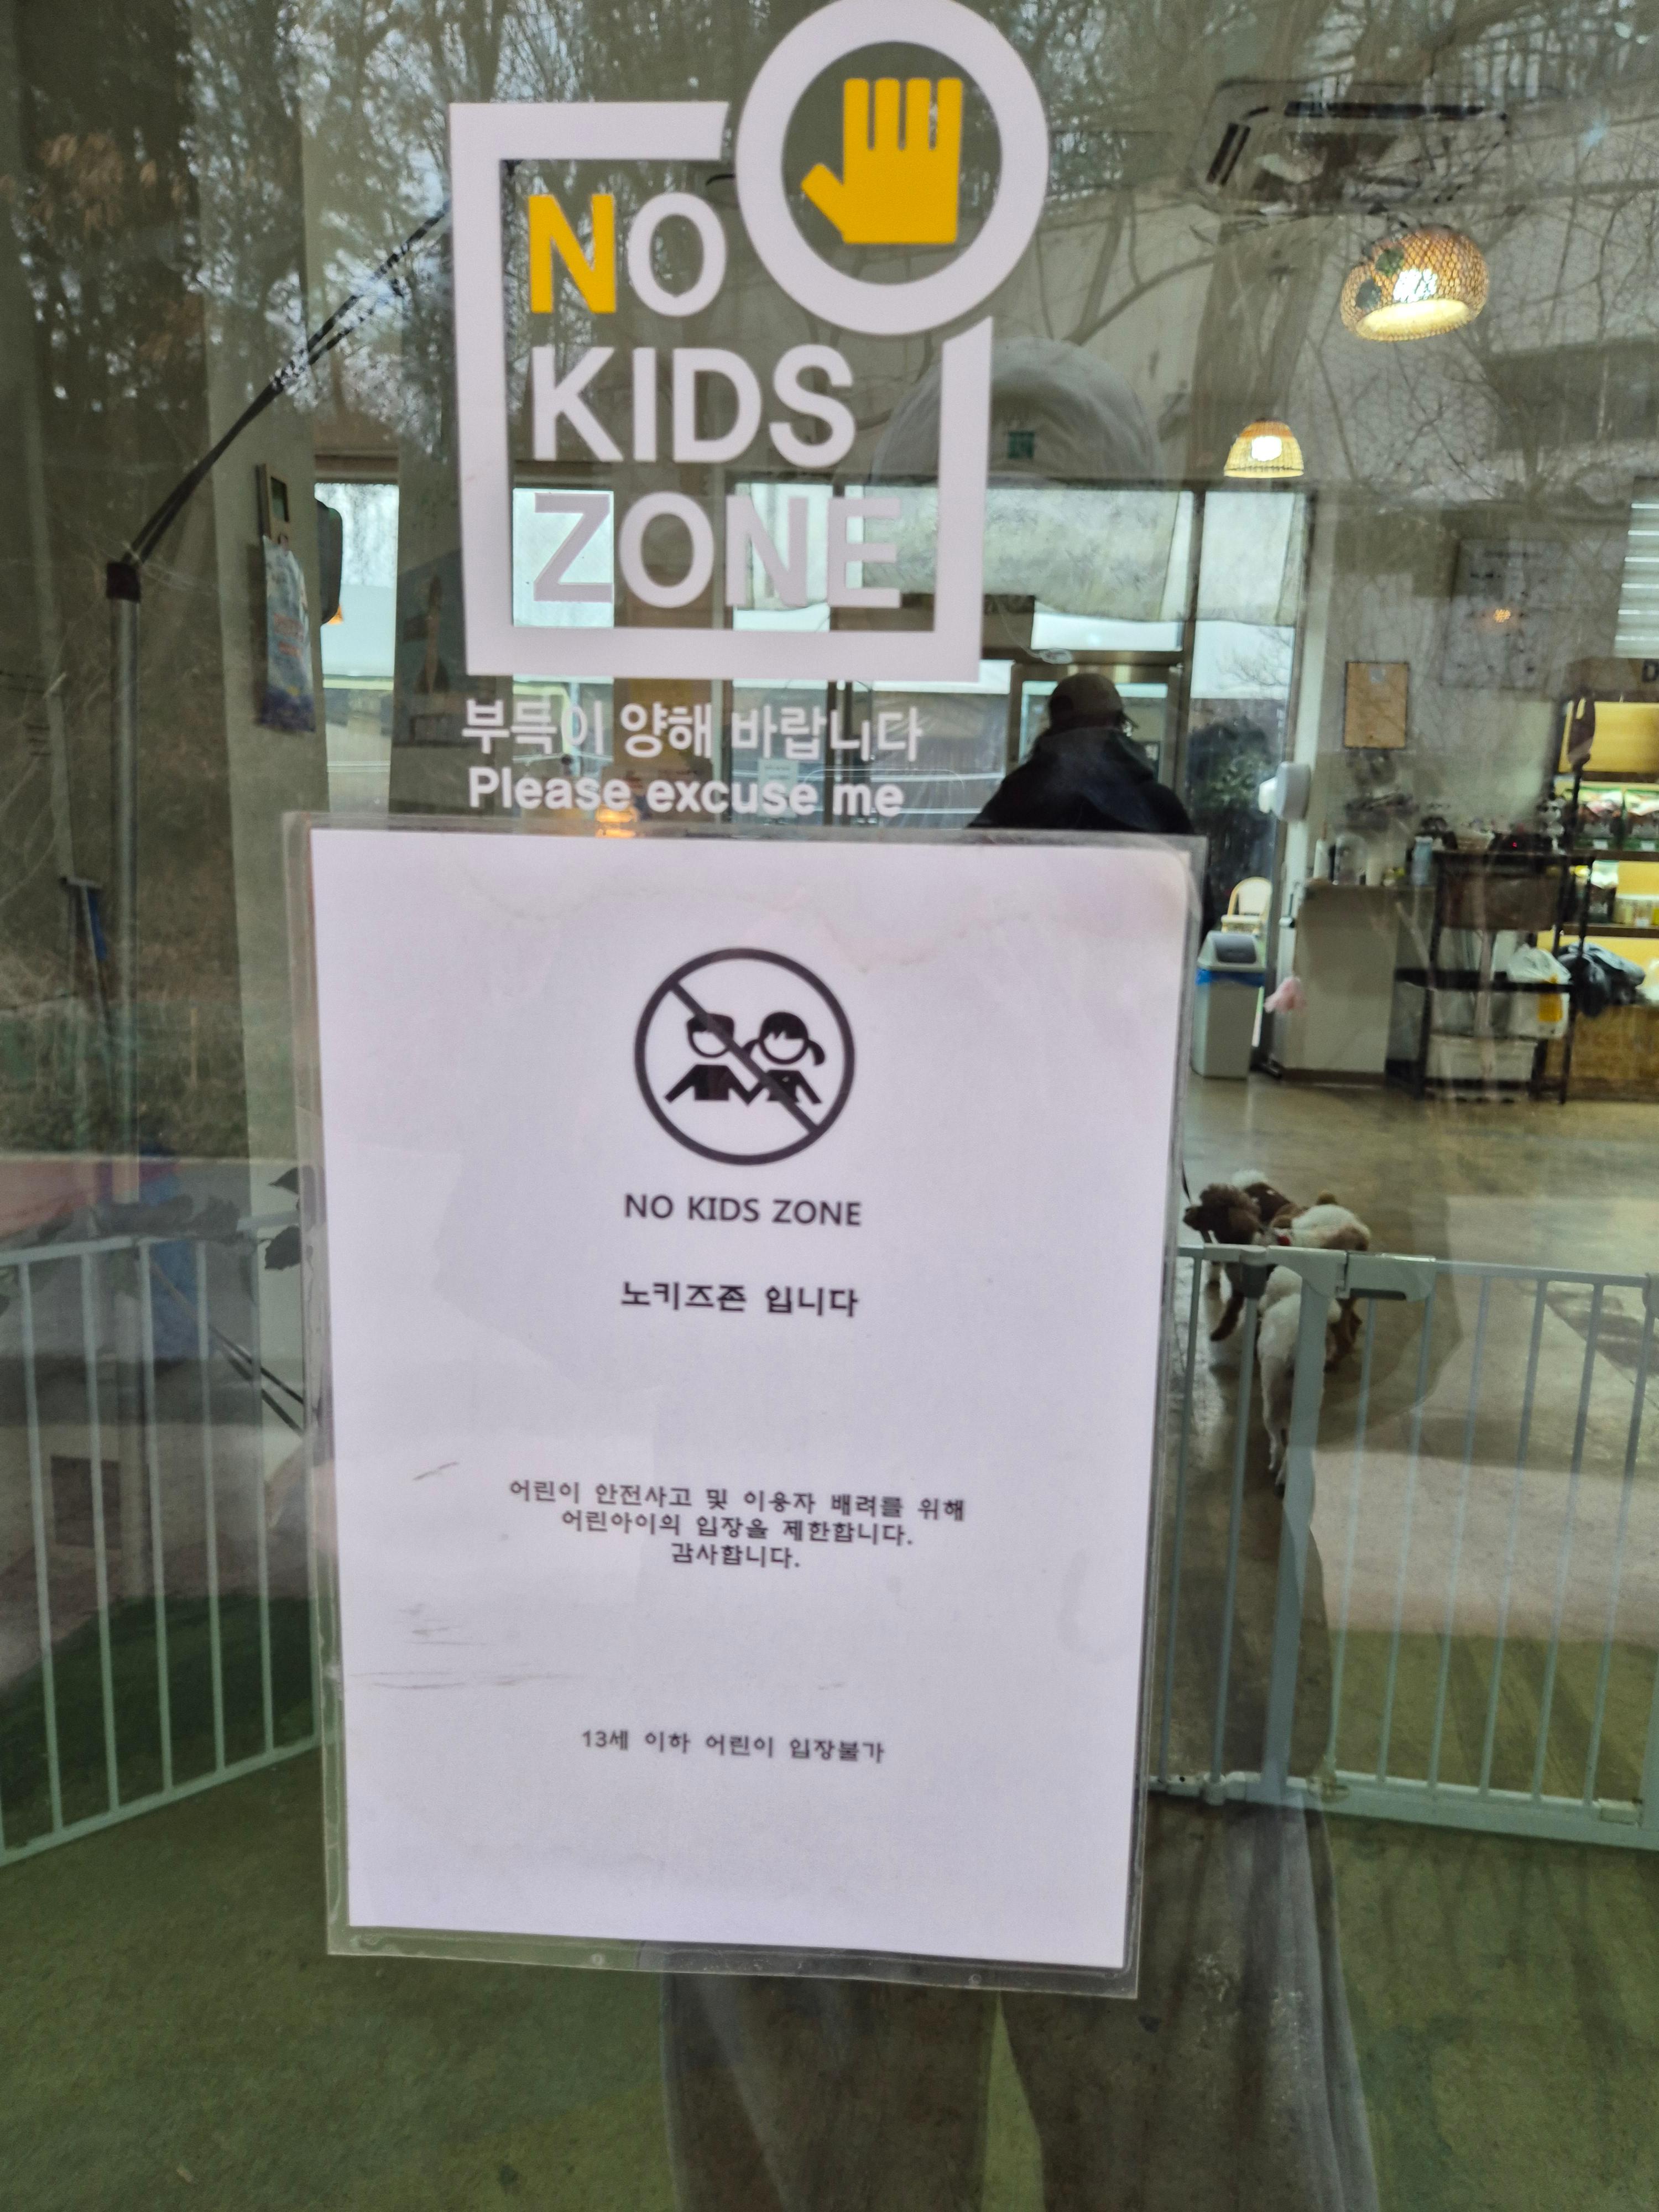 NO
KIDS
ZONE
부득이 양해 바랍니다
Please excuse me
NO KIDS ZONE
노키즈존 입니다
어린이 안전사고 및 이용자 배려를 위해
어린아이의 입장을 제한합니다.
감사합니다.
13세 이하 어린이 입장불가